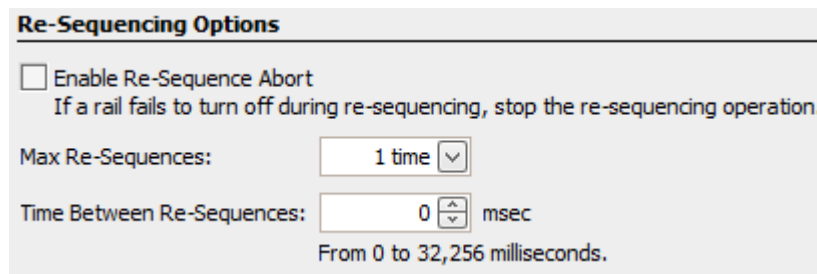 Re-Sequencing Options
Enable Re-Sequence Abort
If a rail fails to turn off during re-sequencing, stop the re-sequencing operation.
Max Re-Sequences: 1 time
Time Between Re-Sequences: 0 msec
From 0 to 32,256 milliseconds.